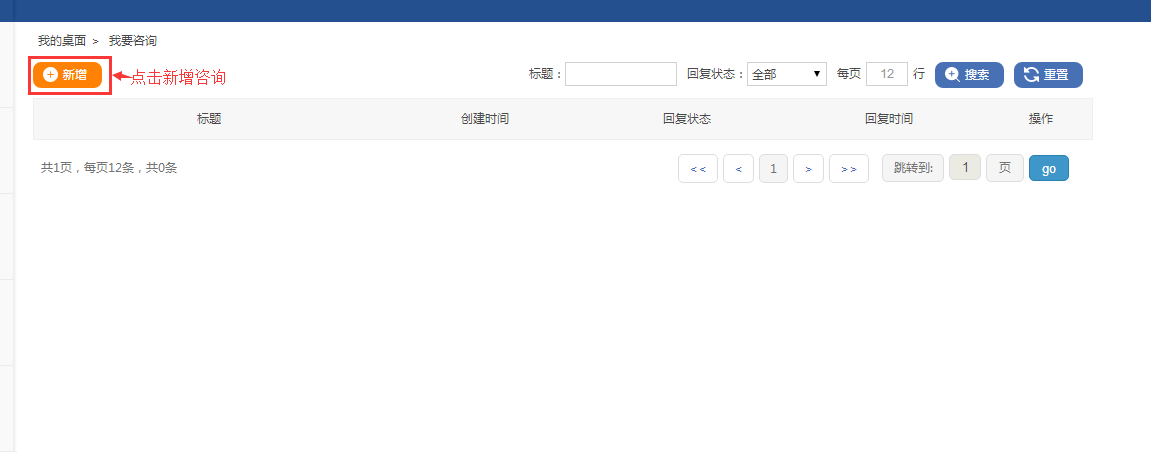 我的桌面 > 我要咨询
新增 点击新增咨询 标题： 回复状态： 全部 每页 12 行 搜索 重置
标题 创建时间 回复状态 回复时间 操作
共1页，每页12条，共0条 << < 1 > >> 跳转到: 1 页 go